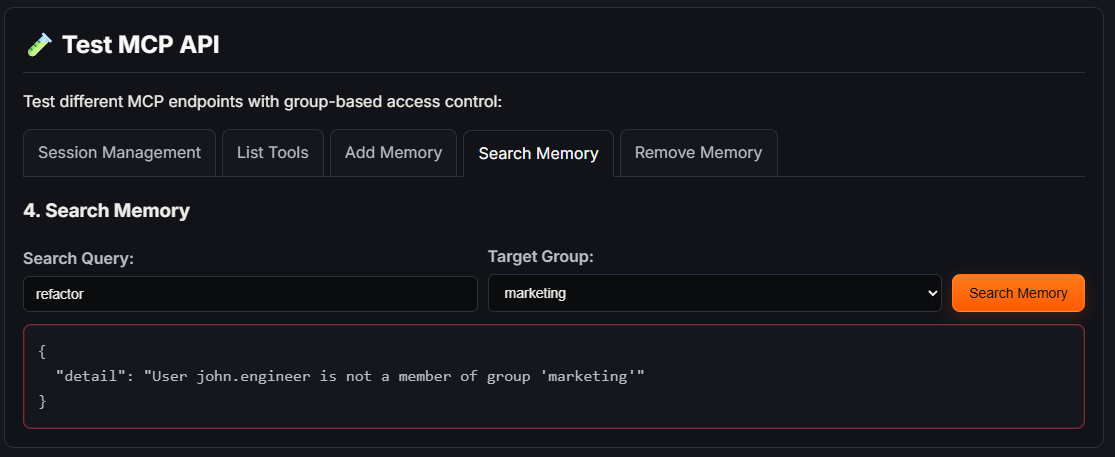 Test MCP API
Test different MCP endpoints with group-based access control:
Session Management
List Tools
Add Memory
Search Memory
Remove Memory
4. Search Memory
Search Query:
Target Group:
refactor
marketing
Search Memory
{
"detail": "User john.engineer is not a member of group 'marketing'"
}